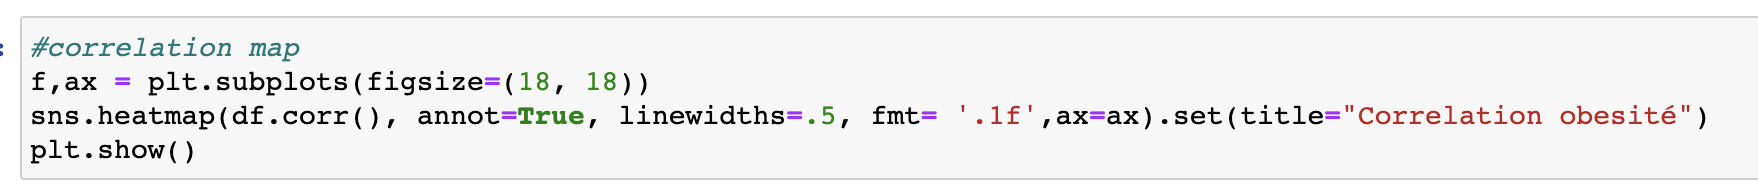 #correlation map
f,ax = plt.subplots(figsize=(18, 18))
sns.heatmap(df.corr(), annot=True, linewidths=.5, fmt= '.1f',ax=ax).set(title="Correlation obesité")
plt.show()